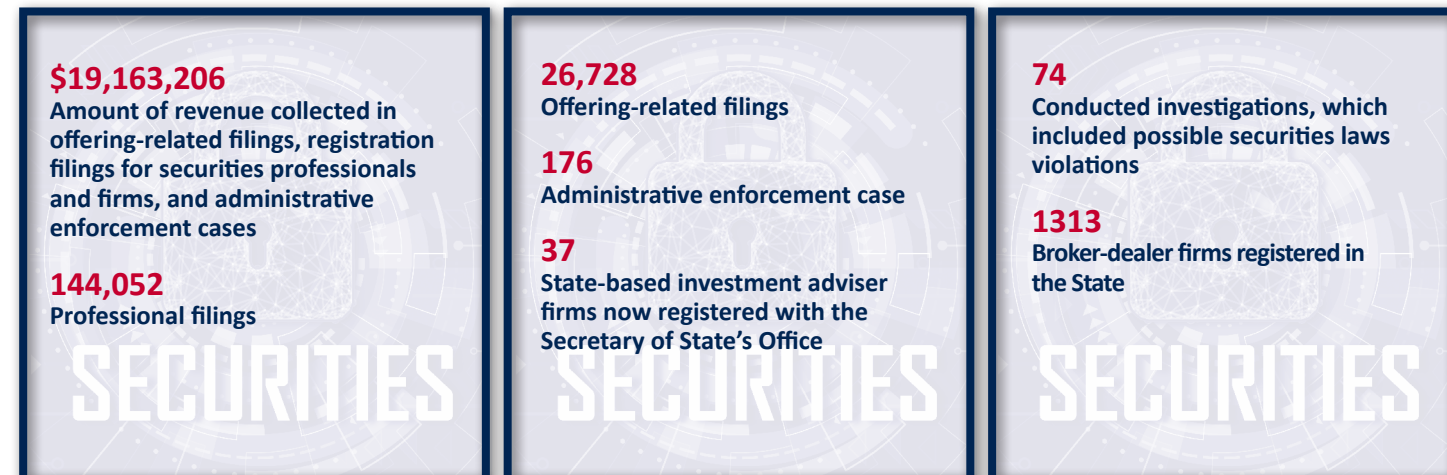 $19,163,206
Amount of revenue collected in
offering-related filings, registration
filings for securities professionals
and firms, and administrative
enforcement cases
144,052
Professional filings
SECURITIES
26,728
Offering-related filings
176
Administrative enforcement case
37
State-based investment adviser
firms now registered with the
Secretary of State’s Office
SECURITIES
74
Conducted investigations, which
included possible securities laws
violations
1313
Broker-dealer firms registered in
the State
SECURITIES